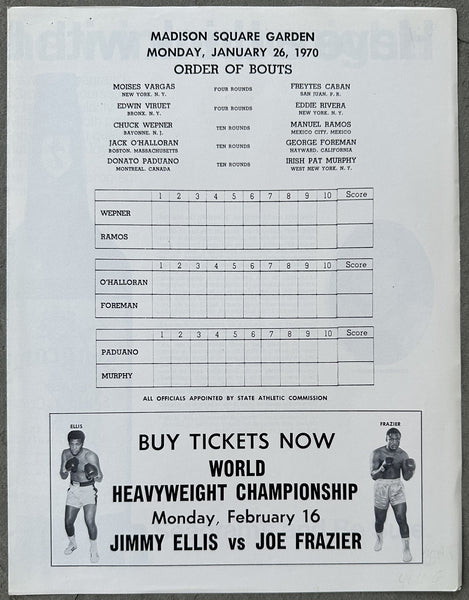 MADISON SQUARE GARDEN
MONDAY, JANUARY 26, 1970
ORDER OF BOUTS
MOISES VARGAS FOUR ROUNDS FREYTES CABAN
NEW YORK, N. Y. SAN JUAN, P. R.
EDWIN VIRUET FOUR ROUNDS EDDIE RIVERA
BRONX, N. Y. NEW YORK, N. Y.
CHUCK WEPNER TEN ROUNDS MANUEL RAMOS
BAYONNE, N. J. MEXICO CITY, MEXICO
JACK O'HALLORAN TEN ROUNDS GEORGE FOREMAN
BOSTON, MASSACHUSETTS HAYWARD, CALIFORNIA
DONATO PADUANO TEN ROUNDS IRISH PAT MURPHY
MONTREAL, CANADA WEST NEW YORK, N. Y.
1 2 3 4 5 6 7 8 9 10 Score
WEPNER
RAMOS
1 2 3 4 5 6 7 8 9 10 Score
O'HALLORAN
FOREMAN
1 2 3 4 5 6 7 8 9 10 Score
PADUANO
MURPHY
ALL OFFICIALS APPOINTED BY STATE ATHLETIC COMMISSION
ELLIS FRAZIER
BUY TICKETS NOW
WORLD
HEAVYWEIGHT CHAMPIONSHIP
Monday, February 16
JIMMY ELLIS vs JOE FRAZIER